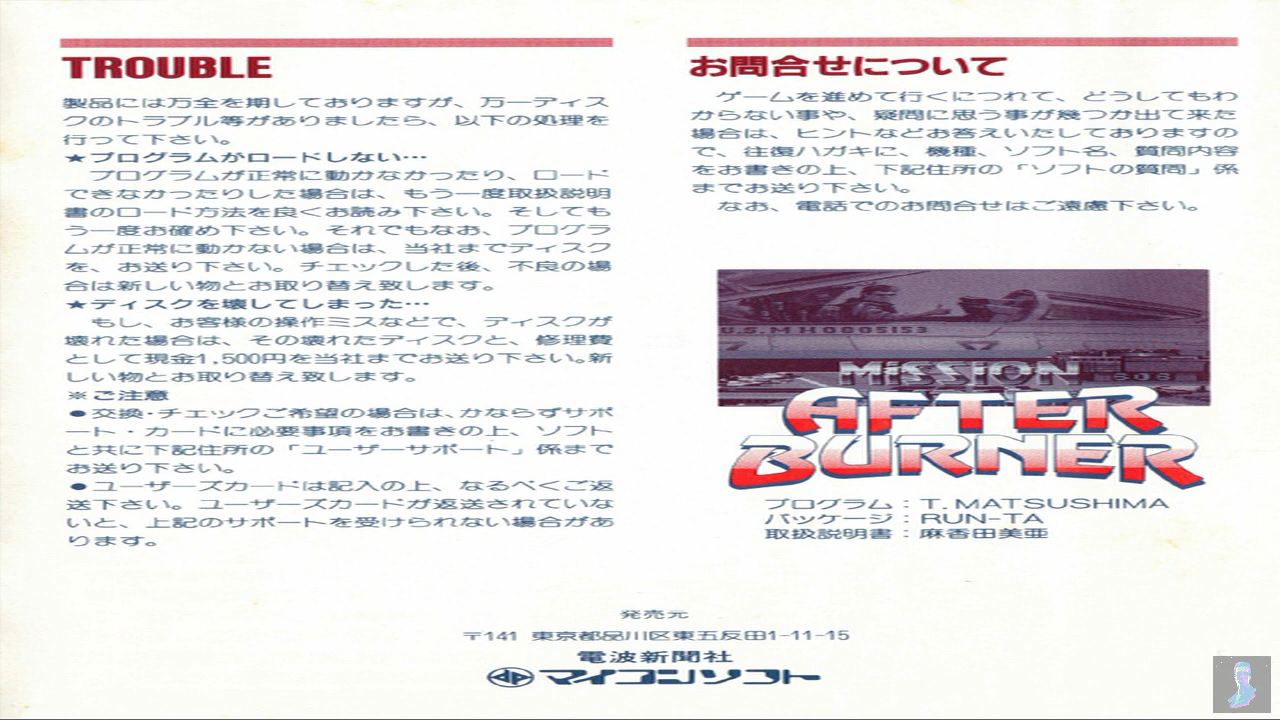 TROUBLE
製品には万全を期しておりますが、万一ディス
クのトラブル等がありましたら、以下の処理を
行って下さい。
★プログラムがロードしない…
プログラムが正常に動かなかったり、ロード
できなかったりした場合は、もう一度取扱説明
書のロード方法を良くお読み下さい。そしても
う一度お確め下さい。それでもなお、プログラ
ムが正常に動かない場合は、当社までディスク
を、お送り下さい。チェックした後、不良の場
合は新しい物とお取り替え致します。
★ディスクを壊してしまった…
もし、お客様の操作ミスなどで、ディスクが
壊れた場合は、その壊れたディスクと、修理費
として現金1,500円を当社までお送り下さい。新
しい物とお取り替え致します。
※ご注意
●交換・チェックご希望の場合は、かならずサポ
ート・カードに必要事項をお書きの上、ソフト
と共に下記住所の「ユーザーサポート」係まで
お送り下さい。
●ユーザーズカードは記入の上、なるべくご返
送下さい。ユーザーズカードが返送されていな
いと、上記のサポートを受けられない場合があ
ります。
お問合せについて
ゲームを進めて行くにつれて、どうしてもわ
からない事や、疑問に思う事が幾つか出て来た
場合は、ヒントなどお答えいたしておりますの
で、往復ハガキに、機種、ソフト名、質問内容
をお書きの上、下記住所の「ソフトの質問」係
までお送り下さい。
なお、電話でのお問合せはご遠慮下さい。
U.S.M H0005153
SOS
MISSION
AFTER
BURNER
プログラム：T. MATSUSHIMA
パッケージ：RUN-TA
取扱説明書：麻香田美亜
発売元
〒141 東京都品川区東五反田1-11-15
電波新聞社
マイコンソフト